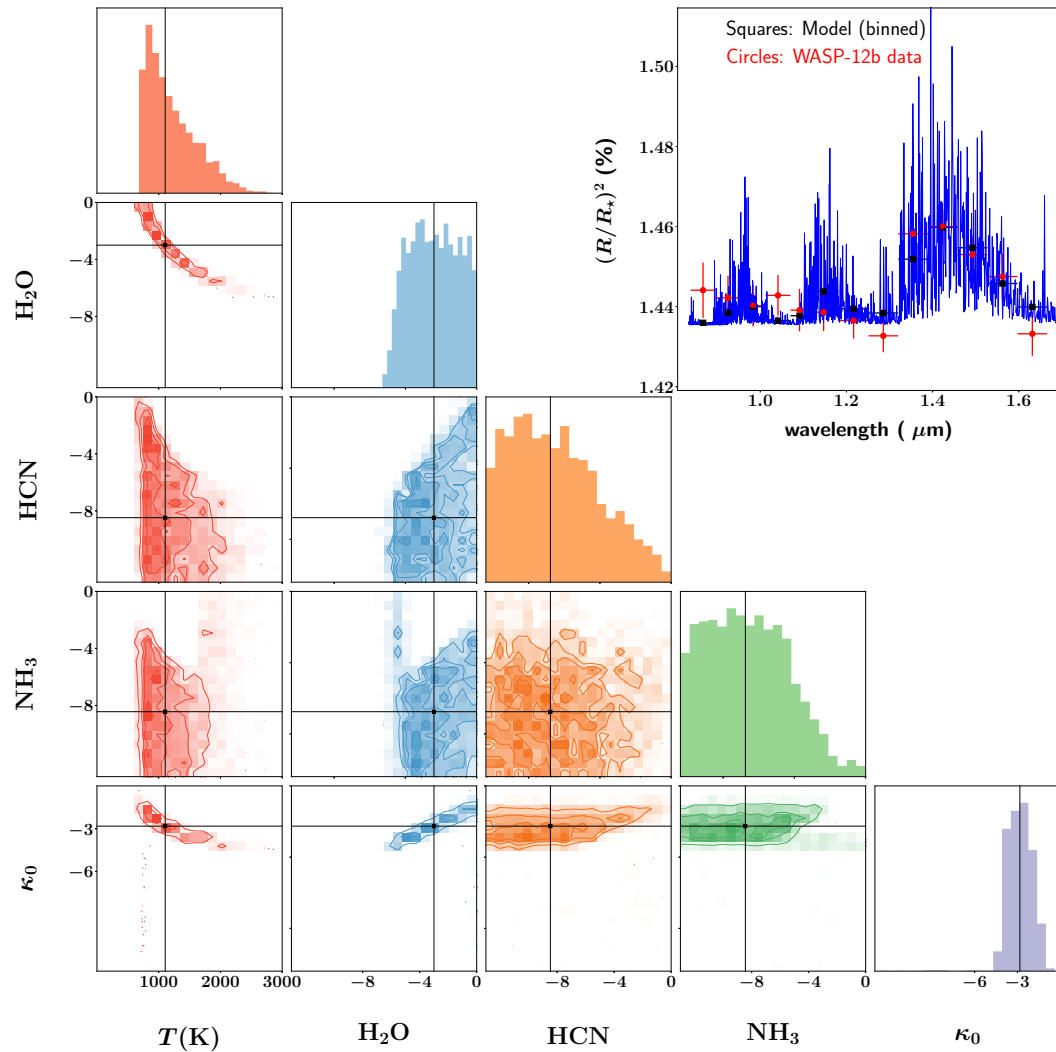 Squares: Model (binned)
Circles: WASP-12b data
1.50
1.48
1.46
1.44
1.42
(R/R⋆)² (%)
1.0 1.2 1.4 1.6
wavelength ( μm)
0
−4
−8
H₂O
0
−4
−8
HCN
0
−4
−8
NH₃
−3
−6
κ₀
1000 2000 3000
−8 −4 0
−8 −4 0
−8 −4 0
−6 −3
T(K) H₂O HCN NH₃ κ₀